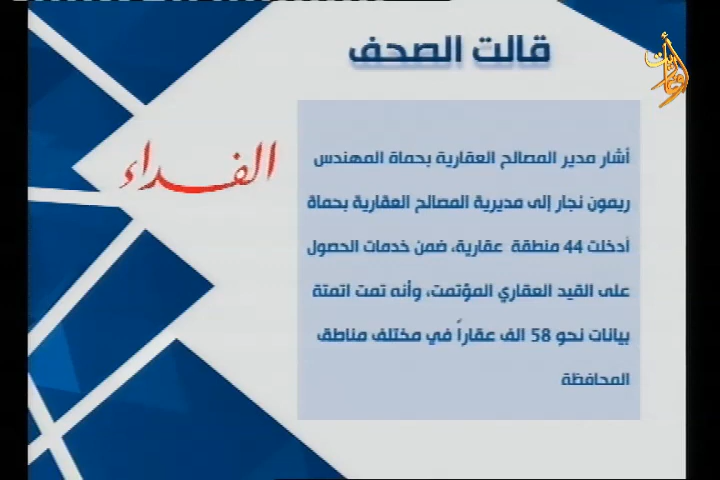 قالت الصحف
الفداء
أشار مدير المصالح العقارية بحماة المهندس
ريمون نجار إلى مديرية المصالح العقارية بحماة
أدخلت 44 منطقة عقارية، ضمن خدمات الحصول
على القيد العقاري المؤتمت، وأنه تمت اتمتة
بيانات نحو 58 الف عقاراً في مختلف مناطق
المحافظة